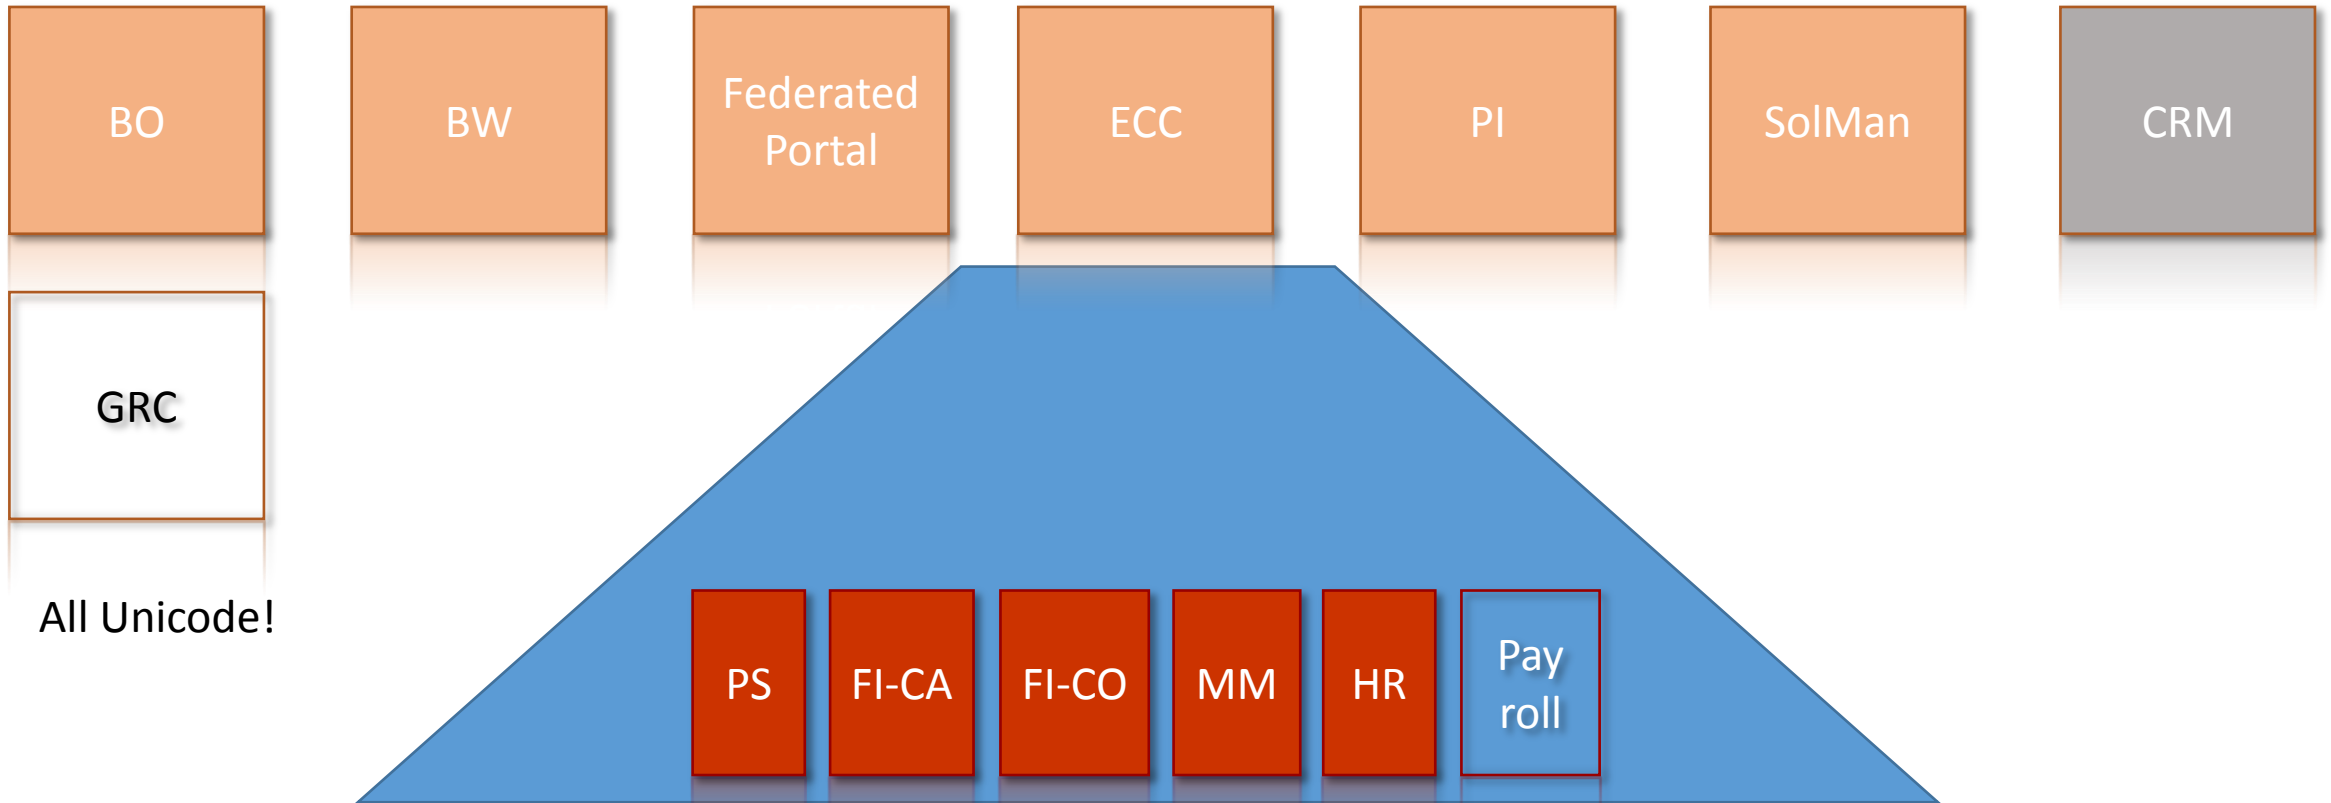 BO
BW
Federated
Portal
ECC
PI
SolMan
CRM
GRC
All Unicode!
PS
FI-CA
FI-CO
MM
HR
Pay
roll